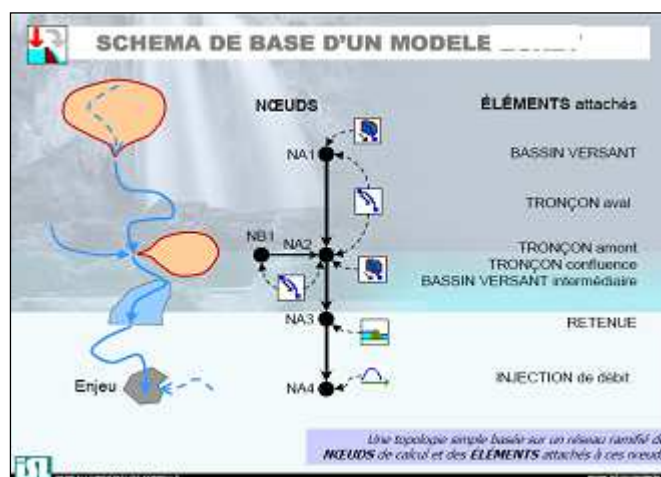 SCHEMA DE BASE D'UN MODELE
NŒUDS
ÉLÉMENTS attachés
NA1
BASSIN VERSANT
TRONÇON aval
NB1
NA2
TRONÇON amont
TRONÇON confluence
BASSIN VERSANT intermédiaire
NA3
RETENUE
Enjeu
NA4
INJECTION de débit
Une topologie simple basée sur un réseau ramifié d
NŒUDS de calcul et des ÉLÉMENTS attachés à ces nœud